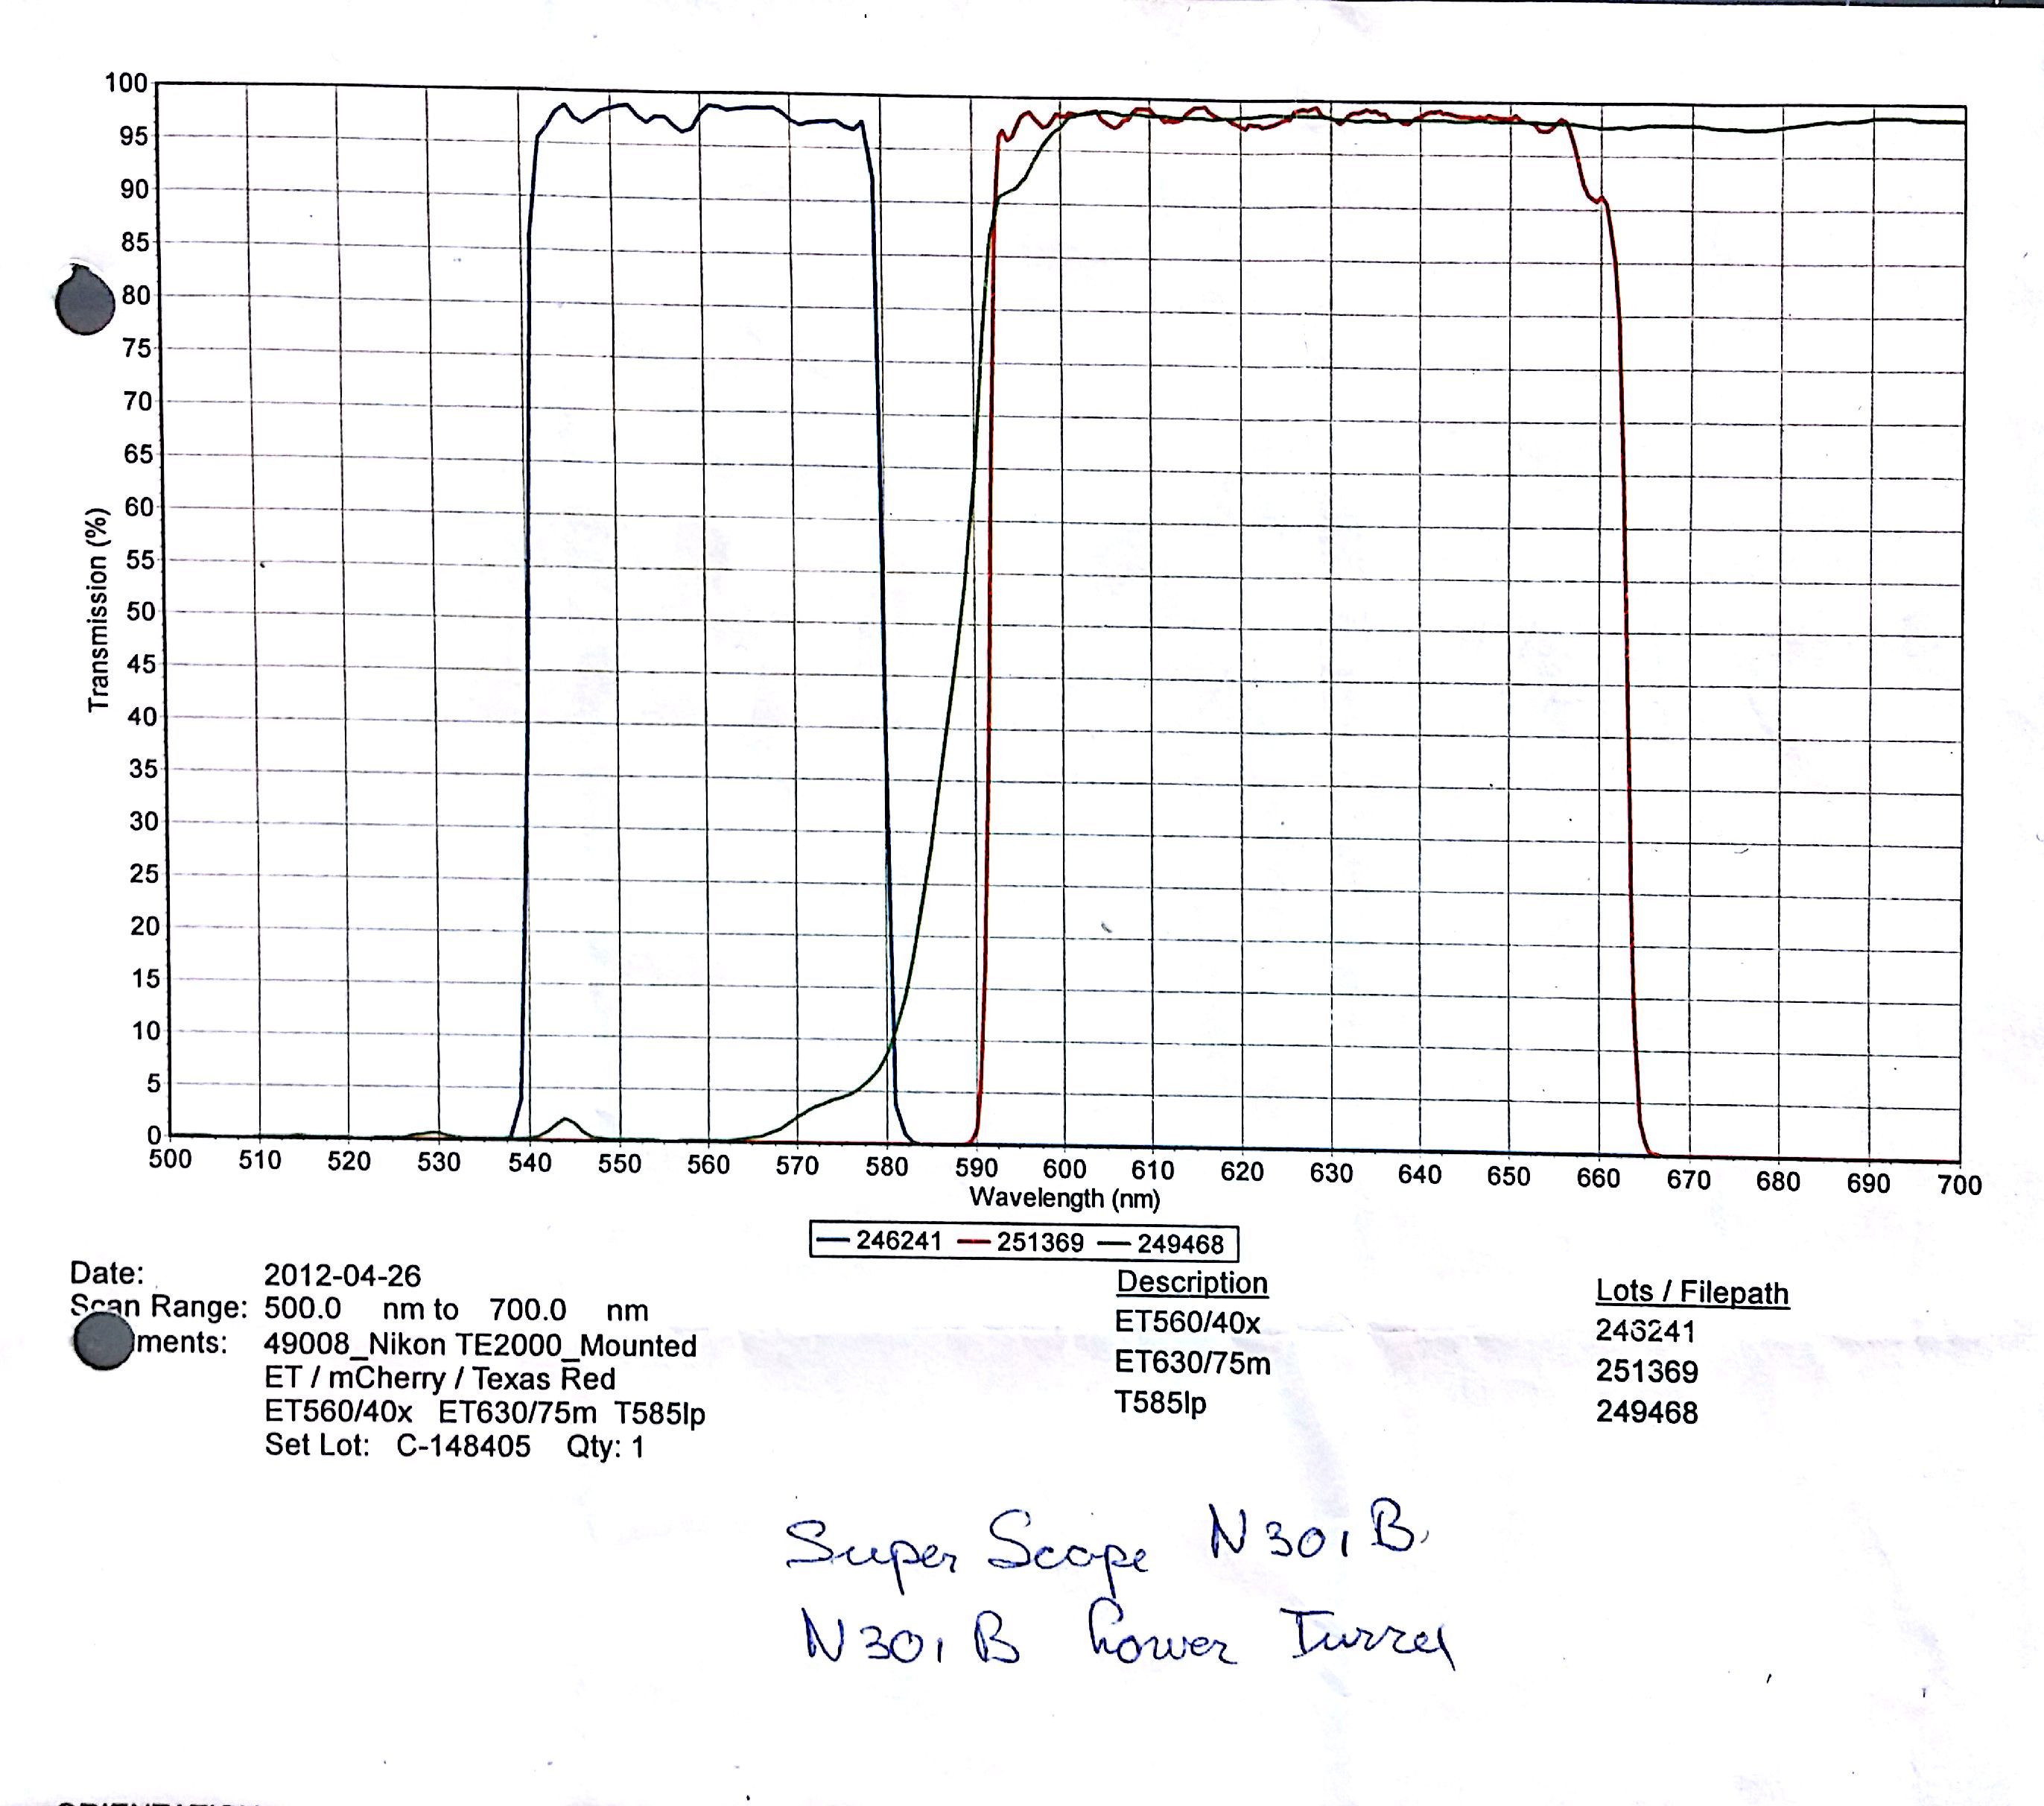 100
95
90
85
80
75
70
65
60
55
50
45
40
35
30
25
20
15
10
5
0
Transmission (%)
500 510 520 530 540 550 560 570 580 590 600 610 620 630 640 650 660 670 680 690 700
Wavelength (nm)
246241 251369 249468
Date: 2012-04-26
Scan Range: 500.0 nm to 700.0 nm
ments: 49008_Nikon TE2000_Mounted
ET / mCherry / Texas Red
ET560/40x ET630/75m T585lp
Set Lot: C-148405 Qty: 1
Description
ET560/40x
ET630/75m
T585lp
Lots / Filepath
246241
251369
249468
Super Scope N301B
N301B Lower Turret